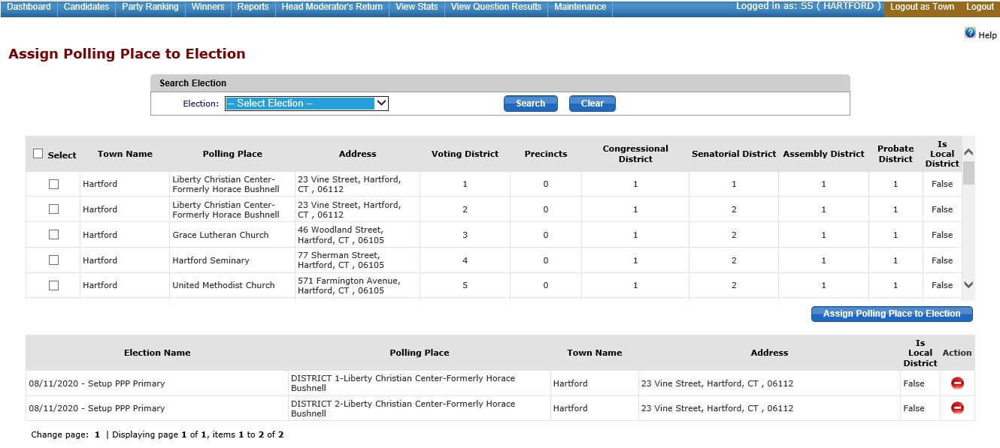 Dashboard Candidates Party Ranking Winners Reports Head Moderator's Return View Stats View Question Results Maintenance Logged in as: SS ( HARTFORD ) Logout as Town Logout
Help
Assign Polling Place to Election
Search Election
Election: -- Select Election -- Search Clear
Select Town Name Polling Place Address Voting District Precincts Congressional District Senatorial District Assembly District Probate District Is Local District
Hartford Liberty Christian Center-Formerly Horace Bushnell 23 Vine Street, Hartford, CT , 06112 1 0 1 1 1 1 False
Hartford Liberty Christian Center-Formerly Horace Bushnell 23 Vine Street, Hartford, CT , 06112 2 0 1 2 1 1 False
Hartford Grace Lutheran Church 46 Woodland Street, Hartford, CT , 06105 3 0 1 2 1 1 False
Hartford Hartford Seminary 77 Sherman Street, Hartford, CT , 06105 4 0 1 2 1 1 False
Hartford United Methodist Church 571 Farmington Avenue, Hartford, CT , 06105 5 0 1 2 1 1 False
Assign Polling Place to Election
Election Name Polling Place Town Name Address Is Local District Action
08/11/2020 - Setup PPP Primary DISTRICT 1-Liberty Christian Center-Formerly Horace Bushnell Hartford 23 Vine Street, Hartford, CT , 06112 False
08/11/2020 - Setup PPP Primary DISTRICT 2-Liberty Christian Center-Formerly Horace Bushnell Hartford 23 Vine Street, Hartford, CT , 06112 False
Change page: 1 | Displaying page 1 of 1, items 1 to 2 of 2